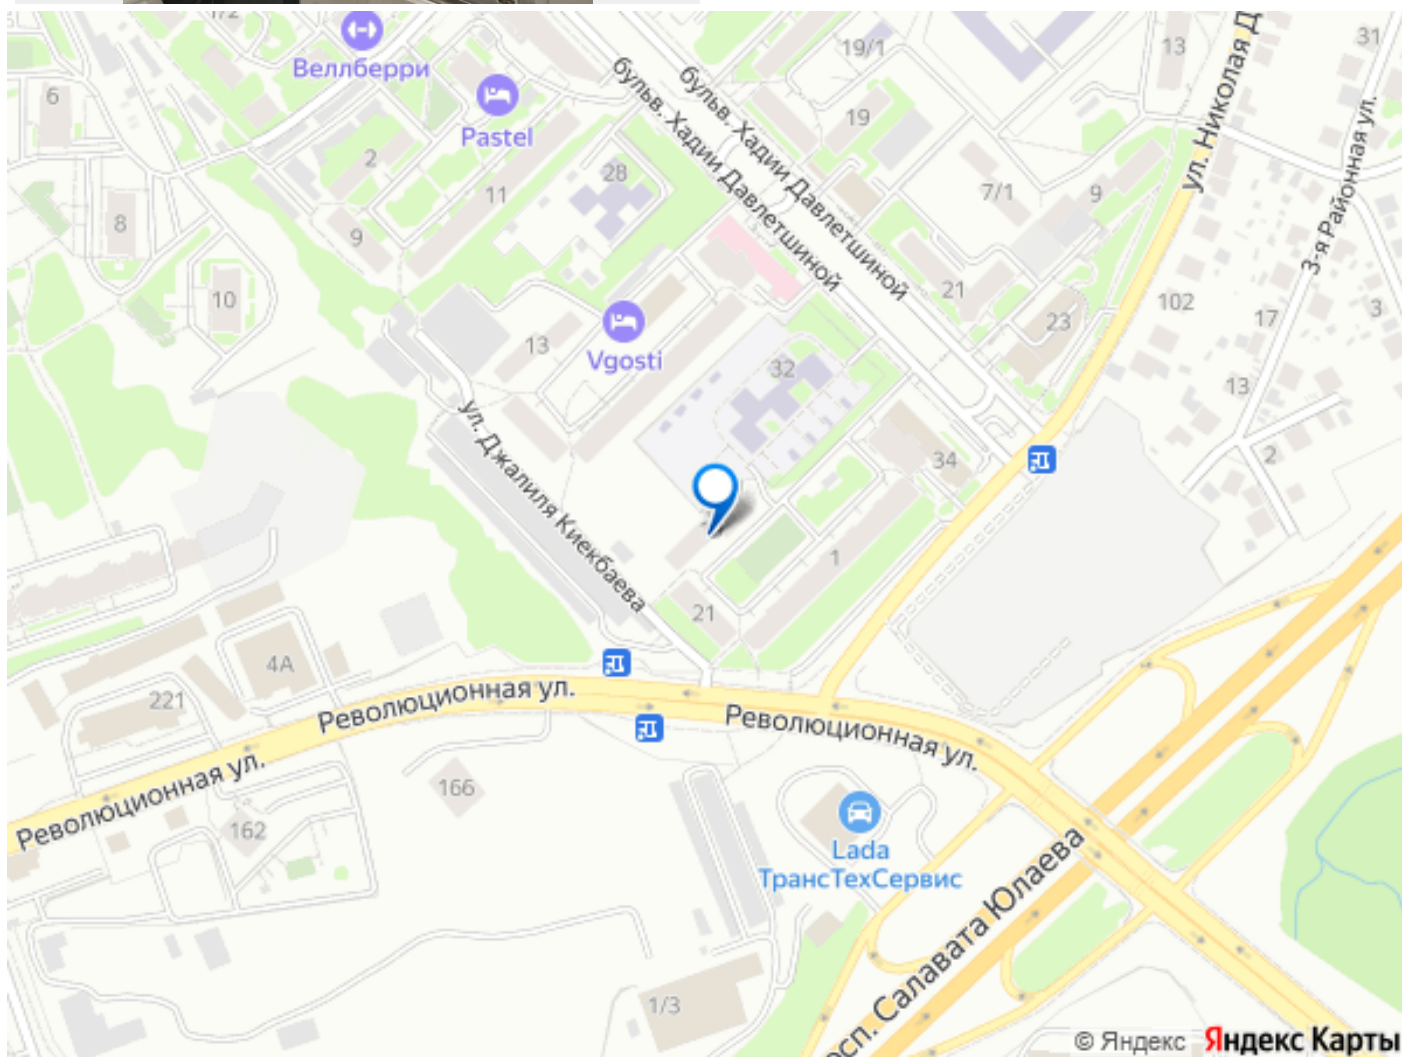 Веллберри
Pastel
Vgosti
бульв. Хадии Давлетшиной
бульв. Хадии Давлетшиной
ул. Николая Д
3-я Районная ул.
ул. Джалиля Киекбаева
6
8
10
2
11
9
28
13
19/1
19
7/1
9
13
31
21
23
102
17
3
13
2
32
34
1
21
4А
221
Революционная ул.
Революционная ул.
Революционная ул.
166
162
Lada
ТрансТехСервис
1/3
осп. Салавата Юлаева
© Яндекс Яндекс Карты